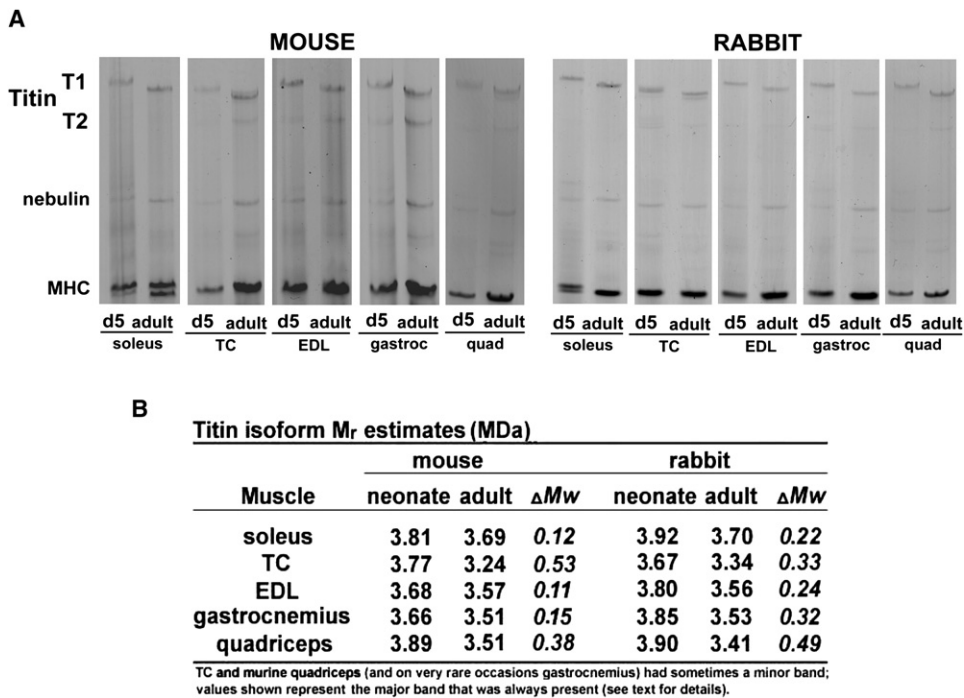 A
MOUSE RABBIT
T1
Titin
T2
nebulin
MHC
d5 adult d5 adult d5 adult d5 adult d5 adult d5 adult d5 adult d5 adult d5 adult d5 adult
soleus TC EDL gastroc quad soleus TC EDL gastroc quad
B
Titin isoform Mr estimates (MDa)
mouse rabbit
Muscle neonate adult ΔMw neonate adult ΔMw
soleus 3.81 3.69 0.12 3.92 3.70 0.22
TC 3.77 3.24 0.53 3.67 3.34 0.33
EDL 3.68 3.57 0.11 3.80 3.56 0.24
gastrocnemius 3.66 3.51 0.15 3.85 3.53 0.32
quadriceps 3.89 3.51 0.38 3.90 3.41 0.49
TC and murine quadriceps (and on very rare occasions gastrocnemius) had sometimes a minor band;
values shown represent the major band that was always present (see text for details).